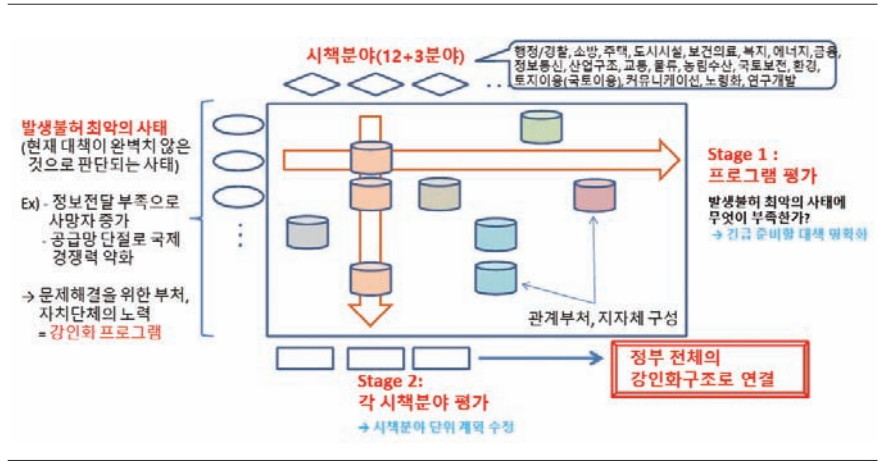 시책분야(12+3분야)
행정/경찰, 소방, 주택, 도시시설, 보건의료, 복지, 에너지, 금융,
정보통신, 산업구조, 교통, 물류, 농림수산, 국토보전, 환경,
토지이용(국토이용), 커뮤니케이션, 노령화, 연구개발
...
발생불허 최악의 사태
(현재 대책이 완벽치 않은
것으로 판단되는 사태)
Ex) - 정보전달 부족으로
사망자 증가
- 공급망 단절로 국제
경쟁력 약화
→ 문제해결을 위한 부처,
자치단체의 노력
= 강인화 프로그램
Stage 1 :
프로그램 평가
발생불허 최악의 사태에
무엇이 부족한가?
→ 긴급 준비할 대책 명확화
관계부처, 지자체 구성
Stage 2:
각 시책분야 평가
→ 시책분야 단위 계획 수정
정부 전체의
강인화구조로 연결